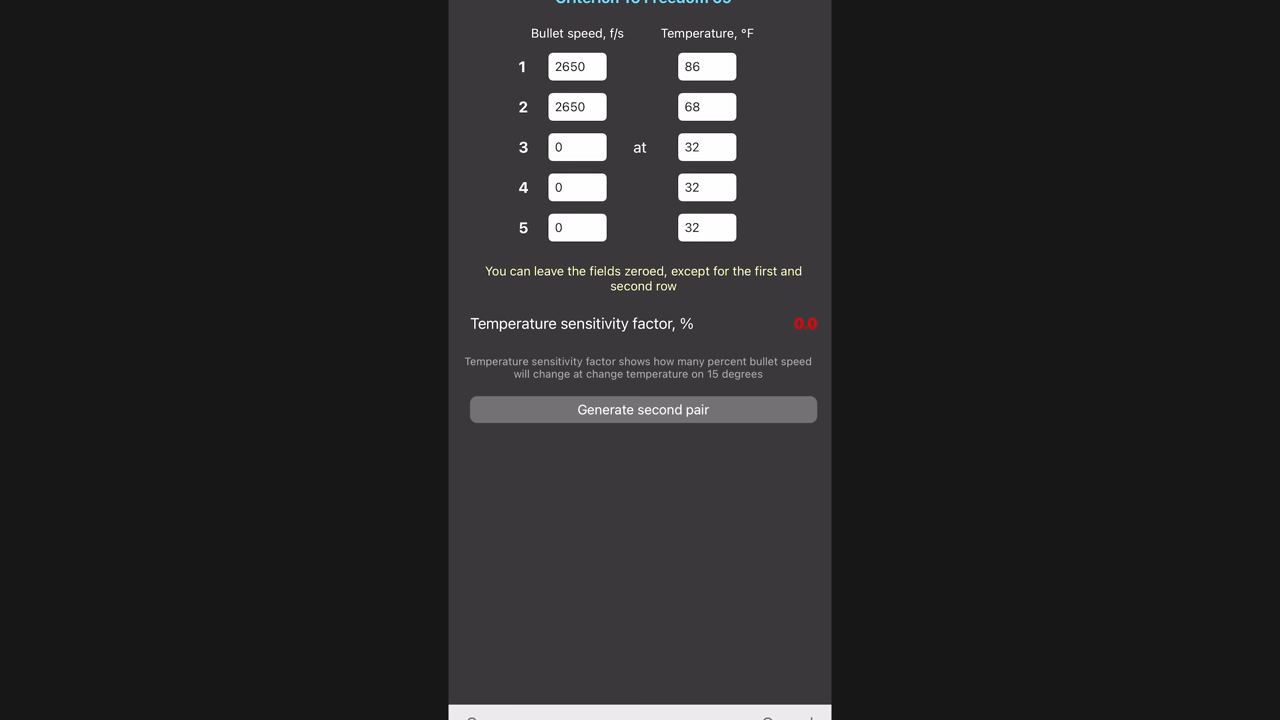 Bullet speed, f/s Temperature, °F
1 2650 86
2 2650 68
3 0 at 32
4 0 32
5 0 32
You can leave the fields zeroed, except for the first and
second row
Temperature sensitivity factor, % 0.0
Temperature sensitivity factor shows how many percent bullet speed
will change at change temperature on 15 degrees
Generate second pair